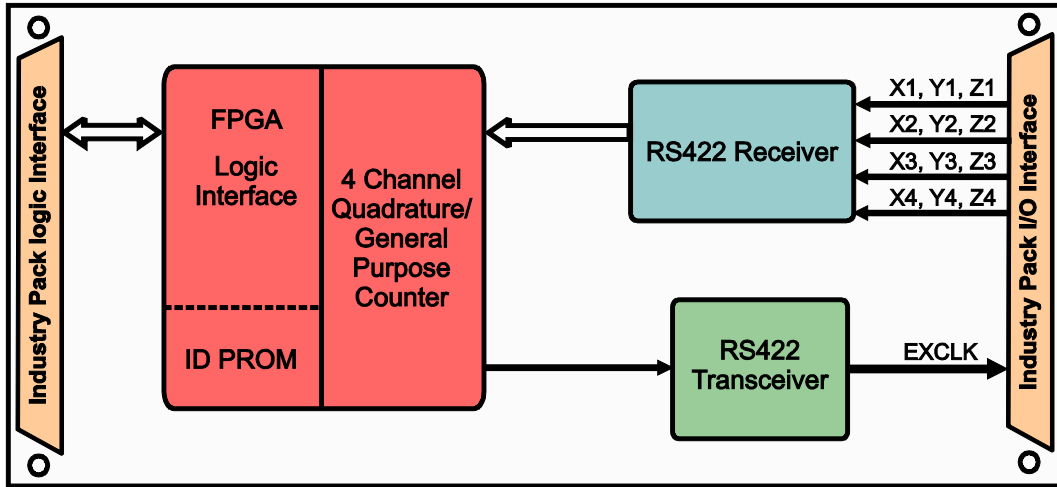 Industry Pack logic Interface
FPGA
Logic
Interface
ID PROM
4 Channel
Quadrature/
General
Purpose
Counter
RS422 Receiver
X1, Y1, Z1
X2, Y2, Z2
X3, Y3, Z3
X4, Y4, Z4
RS422
Transceiver
EXCLK
Industry Pack I/O Interface